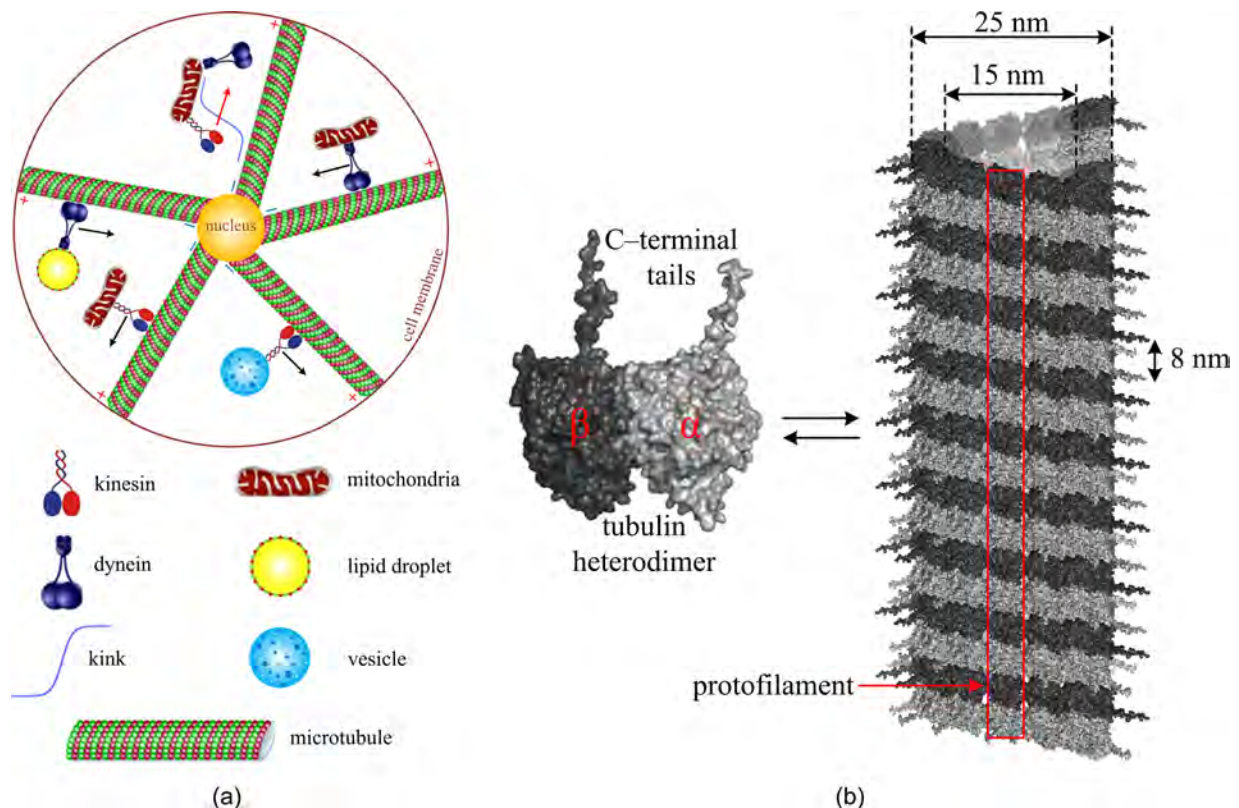 nucleus
cell membrane
+
+
+
+
+
−
−
−
−
−
kinesin
mitochondria
dynein
lipid droplet
kink
vesicle
microtubule
(a)
25 nm
15 nm
C–terminal
tails
β
α
8 nm
tubulin
heterodimer
protofilament
(b)